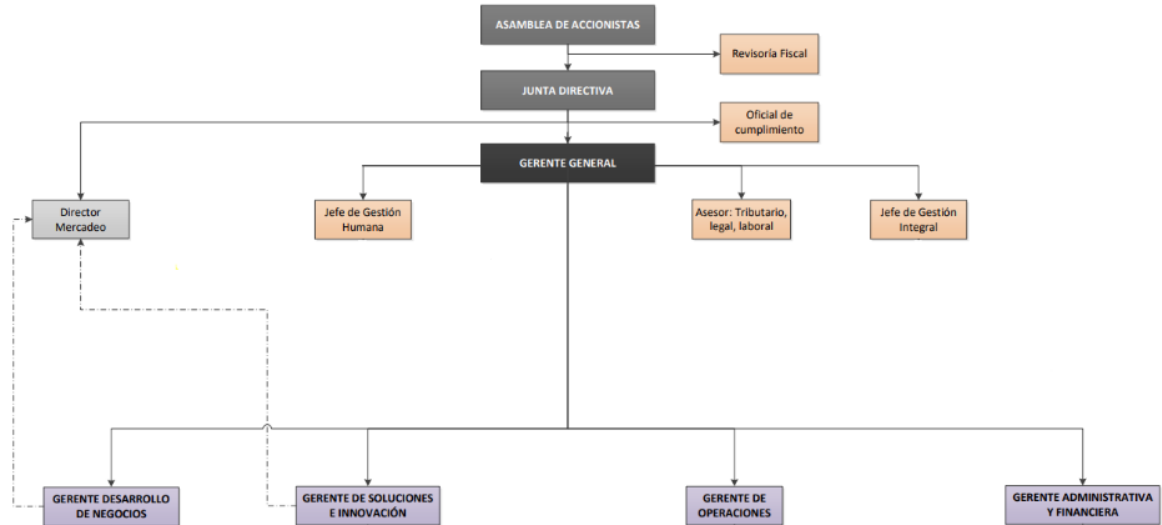 ASAMBLEA DE ACCIONISTAS
Revisoría Fiscal
JUNTA DIRECTIVA
Oficial de
cumplimiento
GERENTE GENERAL
Director
Mercadeo
Jefe de Gestión
Humana
Asesor: Tributario,
legal, laboral
Jefe de Gestión
Integral
GERENTE DESARROLLO
DE NEGOCIOS
GERENTE DE SOLUCIONES
E INNOVACIÓN
GERENTE DE
OPERACIONES
GERENTE ADMINISTRATIVA
Y FINANCIERA